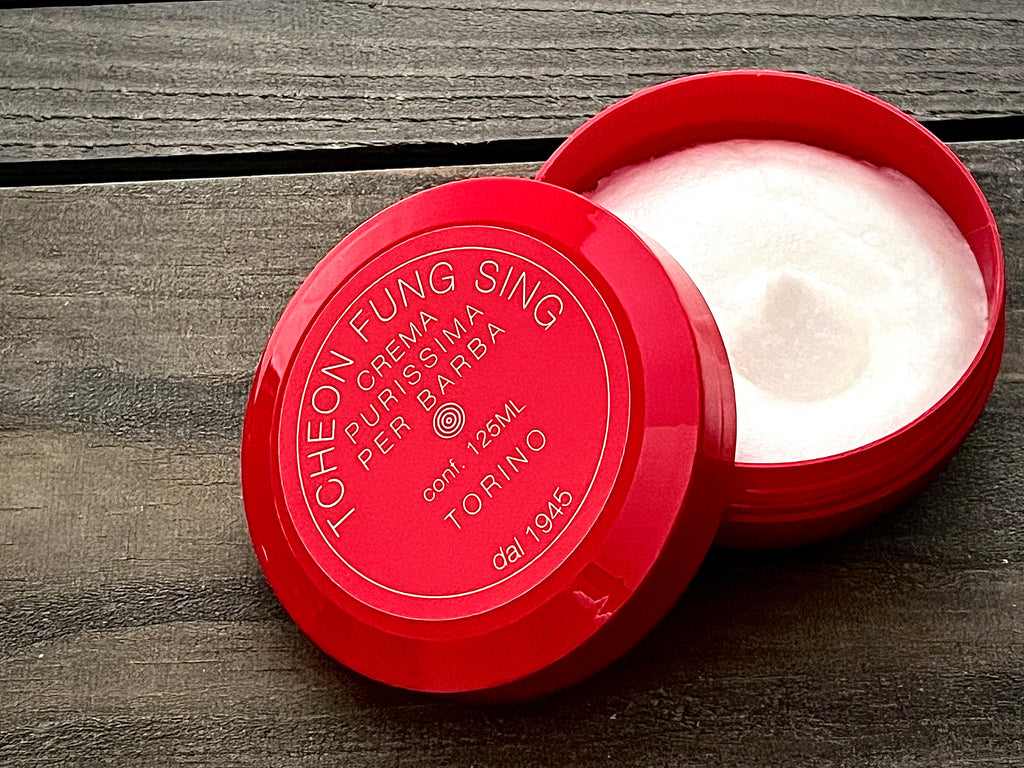 TCHEON FUNG SING
CREMA
PURISSIMA
PER BARBA
conf. 125ML
TORINO
dal 1945